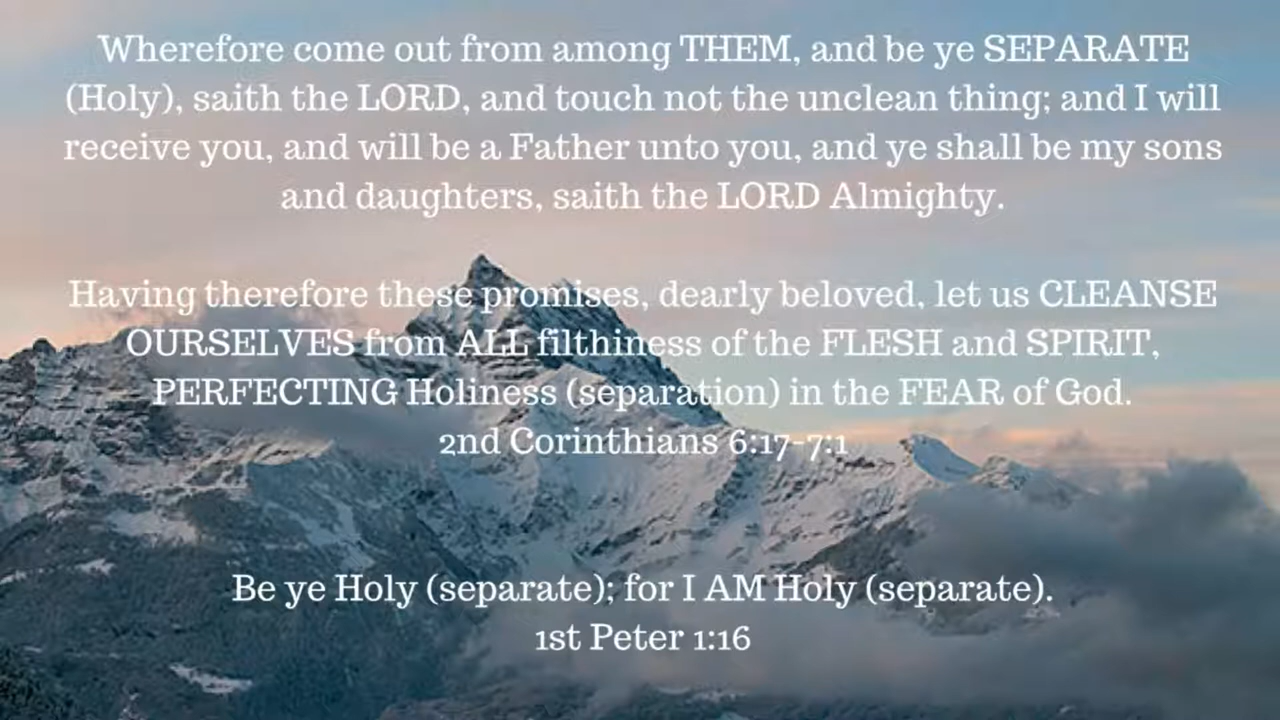 Wherefore come out from among THEM, and be ye SEPARATE
(Holy), saith the LORD, and touch not the unclean thing; and I will
receive you, and will be a Father unto you, and ye shall be my sons
and daughters, saith the LORD Almighty.
Having therefore these promises, dearly beloved, let us CLEANSE
OURSELVES from ALL filthiness of the FLESH and SPIRIT,
PERFECTING Holiness (separation) in the FEAR of God.
2nd Corinthians 6:17-7:1
Be ye Holy (separate); for I AM Holy (separate).
1st Peter 1:16